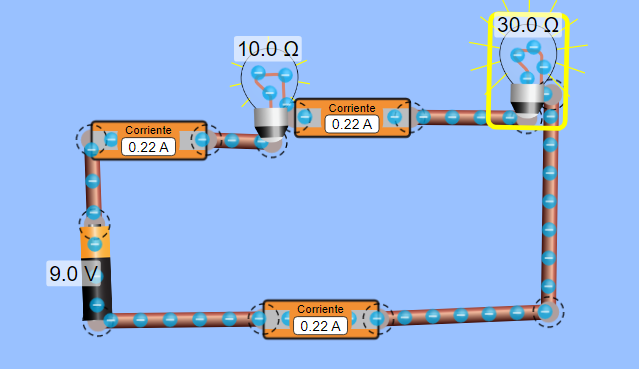 30.0 Ω
10.0 Ω
Corriente
0.22 A
Corriente
0.22 A
9.0 V
Corriente
0.22 A